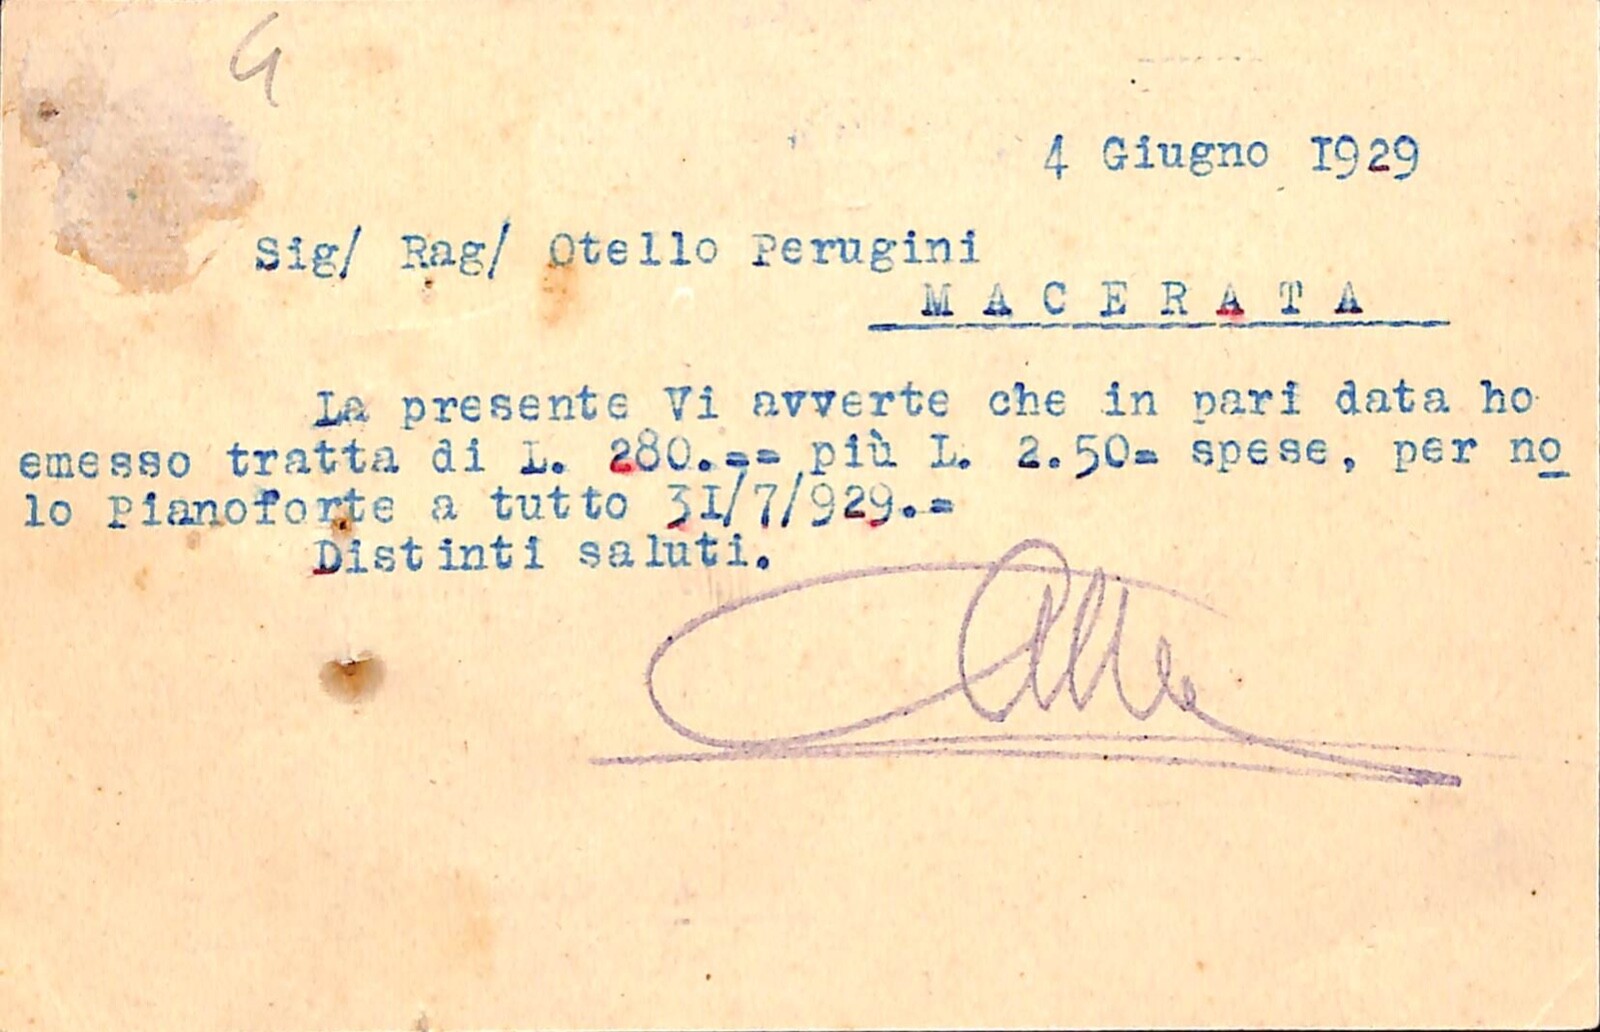 4 Giugno 1929
Sig/ Rag/ Otello Perugini
MACERATA
La presente Vi avverte che in pari data ho
emesso tratta di L. 280.== più L. 2.50= spese, per no
lo Pianoforte a tutto 31/7/929.=
Distinti saluti.